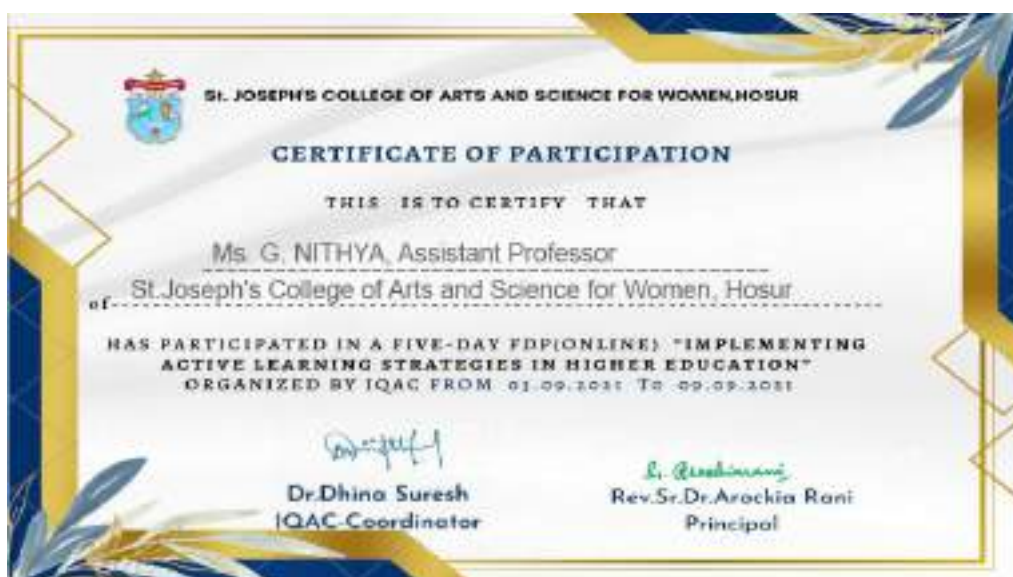 St. JOSEPH'S COLLEGE OF ARTS AND SCIENCE FOR WOMEN,HOSUR
CERTIFICATE OF PARTICIPATION
THIS IS TO CERTIFY THAT
Ms. G. NITHYA, Assistant Professor
of St.Joseph's College of Arts and Science for Women, Hosur
HAS PARTICIPATED IN A FIVE-DAY FDP(ONLINE) "IMPLEMENTING
ACTIVE LEARNING STRATEGIES IN HIGHER EDUCATION"
ORGANIZED BY IQAC FROM 03.09.2021 To 09.09.2021
Dr.Dhina Suresh
Rev.Sr.Dr.Arockia Rani
IQAC-Coordinator
Principal